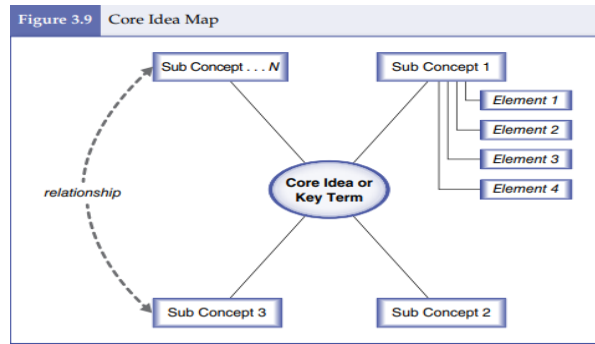 Figure 3.9 Core Idea Map
Sub Concept . . . N
Sub Concept 1
Element 1
Element 2
Element 3
Element 4
Core Idea or
Key Term
relationship
Sub Concept 3
Sub Concept 2